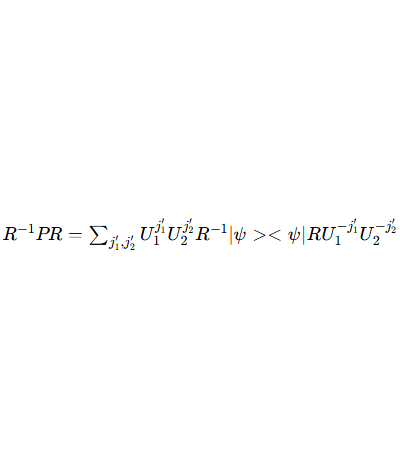 $R^{-1}PR = \sum_{j_1', j_2'} U_1^{j_1'} U_2^{j_2'} R^{-1} |\psi >< \psi| R U_1^{-j_1'} U_2^{-j_2'}$